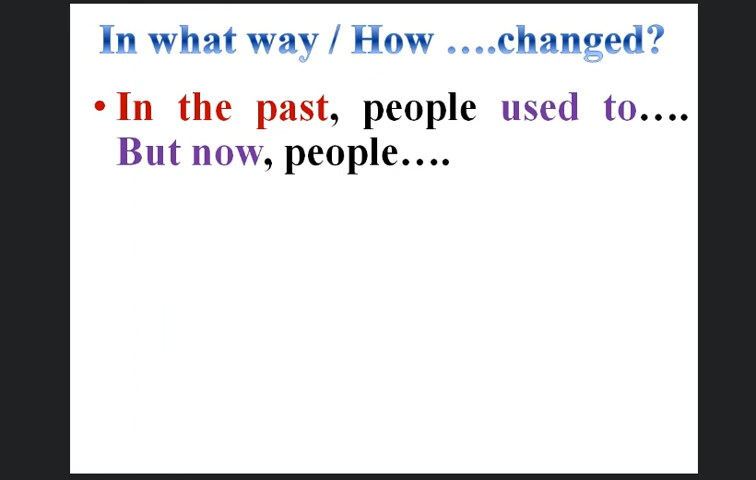 In what way / How ....changed?
• In the past, people used to....
But now, people....